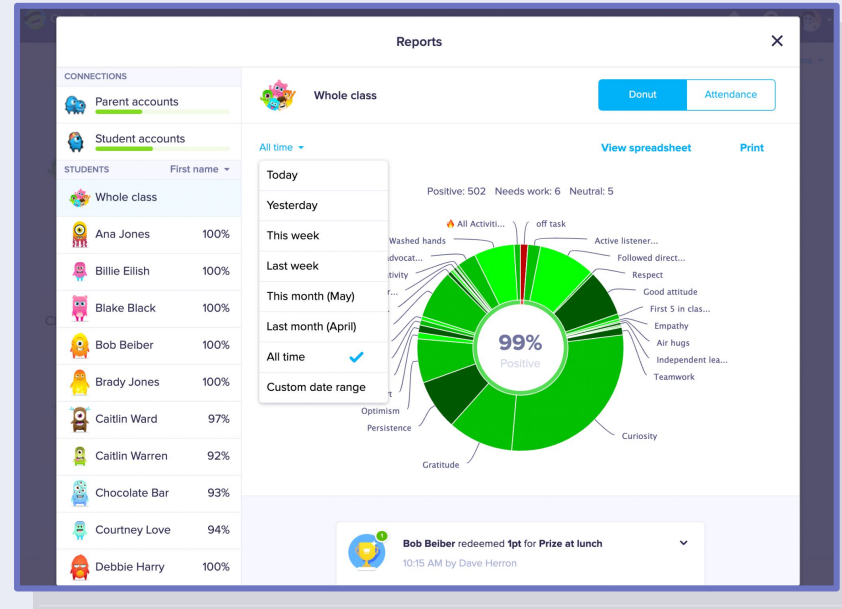 Reports
CONNECTIONS
Parent accounts
Student accounts
STUDENTS First name
Whole class
Ana Jones 100%
Billie Eilish 100%
Blake Black 100%
Bob Beiber 100%
Brady Jones 100%
Caitlin Ward 97%
Caitlin Warren 92%
Chocolate Bar 93%
Courtney Love 94%
Debbie Harry 100%
Whole class
Donut Attendance
All time
View spreadsheet Print
Today
Yesterday
This week
Last week
This month (May)
Last month (April)
All time
Custom date range
Positive: 502 Needs work: 6 Neutral: 5
All Activiti...
off task
Washed hands
Active listener...
Followed direct...
Respect
Good attitude
First 5 in clas...
Empathy
Air hugs
Independent lea...
Teamwork
Curiosity
Gratitude
Persistence
Optimism
99%
Positive
1
Bob Beiber redeemed 1pt for Prize at lunch
10:15 AM by Dave Herron